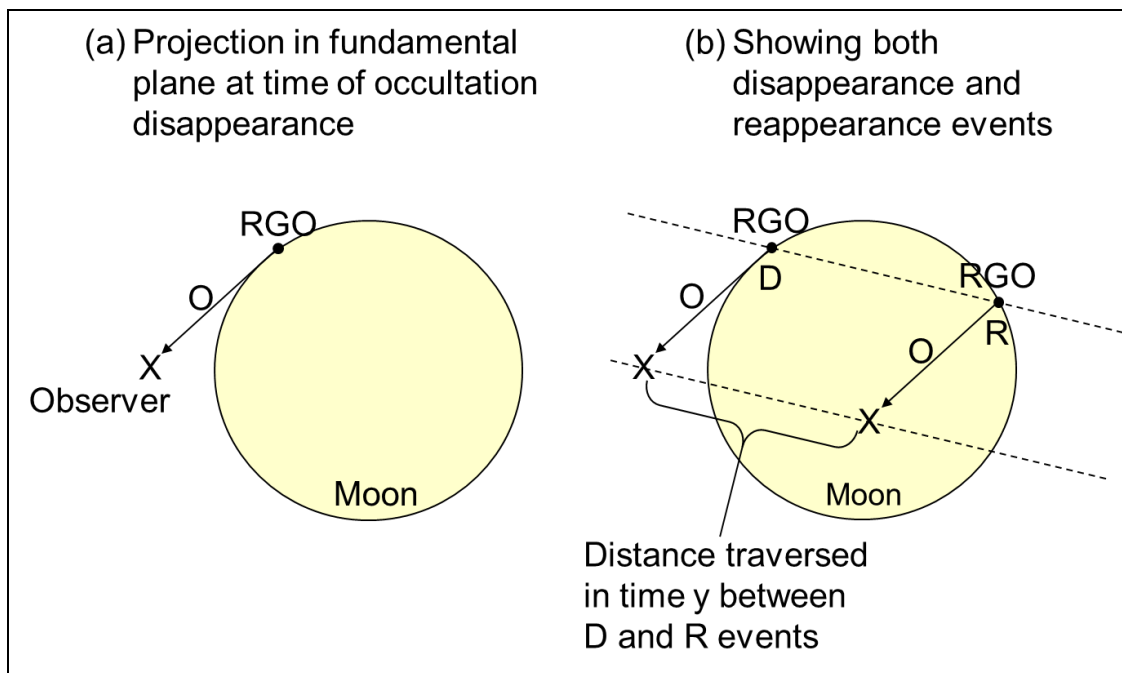 (a) Projection in fundamental
plane at time of occultation
disappearance
RGO
O
X
Observer
Moon
(b) Showing both
disappearance and
reappearance events
RGO
D
RGO
R
O
O
X
X
Moon
Distance traversed
in time y between
D and R events